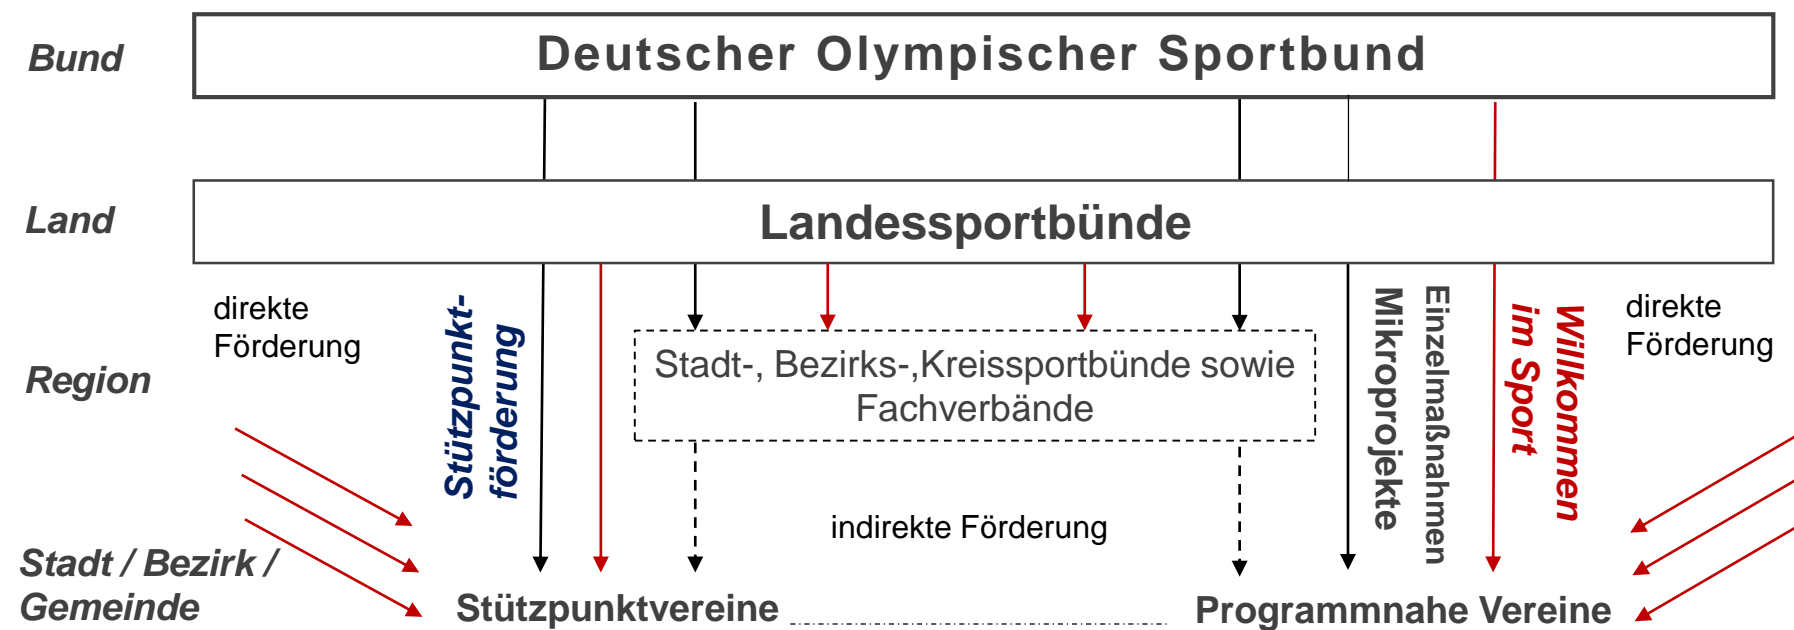 Bund
Deutscher Olympischer Sportbund
Land
Landessportbünde
direkte
Förderung
Stützpunkt-
förderung
Einzelmaßnahmen
Mikroprojekte
Willkommen
im Sport
direkte
Förderung
Region
Stadt-, Bezirks-,Kreissportbünde sowie
Fachverbände
indirekte Förderung
Stadt / Bezirk /
Gemeinde
Stützpunktvereine
Programmnahe Vereine